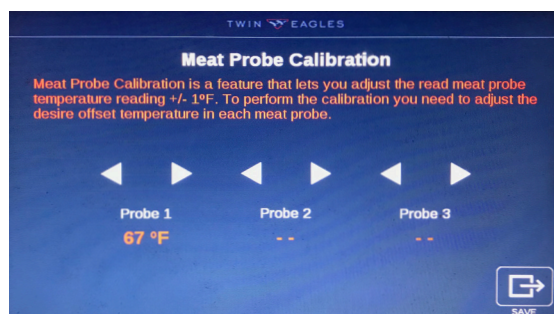 TWIN EAGLES
Meat Probe Calibration
Meat Probe Calibration is a feature that lets you adjust the read meat probe
temperature reading +/- 1ºF. To perform the calibration you need to adjust the
desire offset temperature in each meat probe.
Probe 1 Probe 2 Probe 3
67 ºF - - - -
SAVE